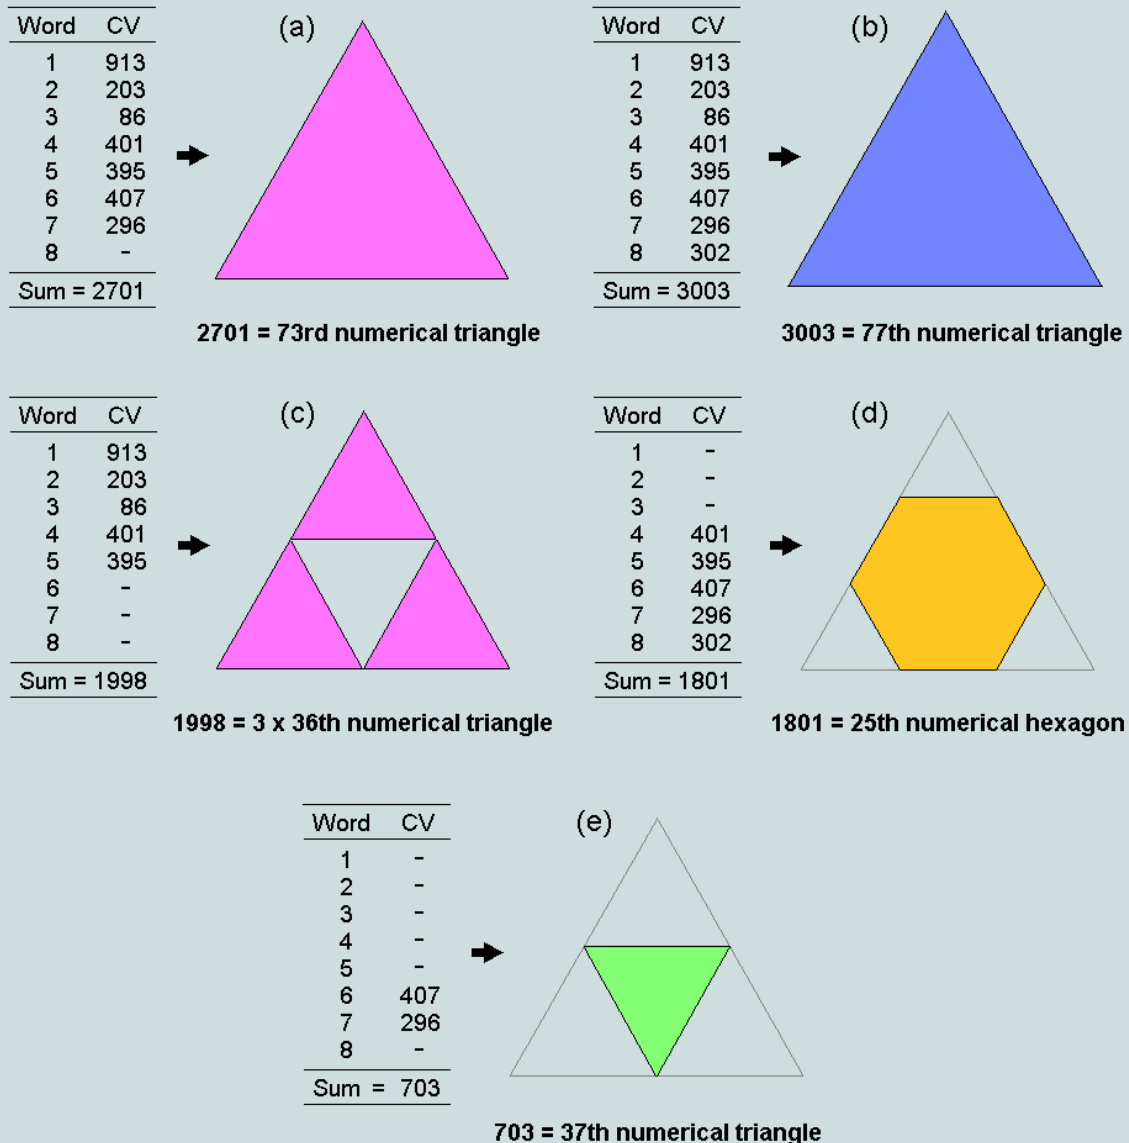 Word CV
1 913
2 203
3 86
4 401
5 395
6 407
7 296
8 -
Sum = 2701
(a)
2701 = 73rd numerical triangle
Word CV
1 913
2 203
3 86
4 401
5 395
6 407
7 296
8 302
Sum = 3003
(b)
3003 = 77th numerical triangle
Word CV
1 913
2 203
3 86
4 401
5 395
6 -
7 -
8 -
Sum = 1998
(c)
1998 = 3 x 36th numerical triangle
Word CV
1 -
2 -
3 -
4 401
5 395
6 407
7 296
8 302
Sum = 1801
(d)
1801 = 25th numerical hexagon
Word CV
1 -
2 -
3 -
4 -
5 -
6 407
7 296
8 -
Sum = 703
(e)
703 = 37th numerical triangle